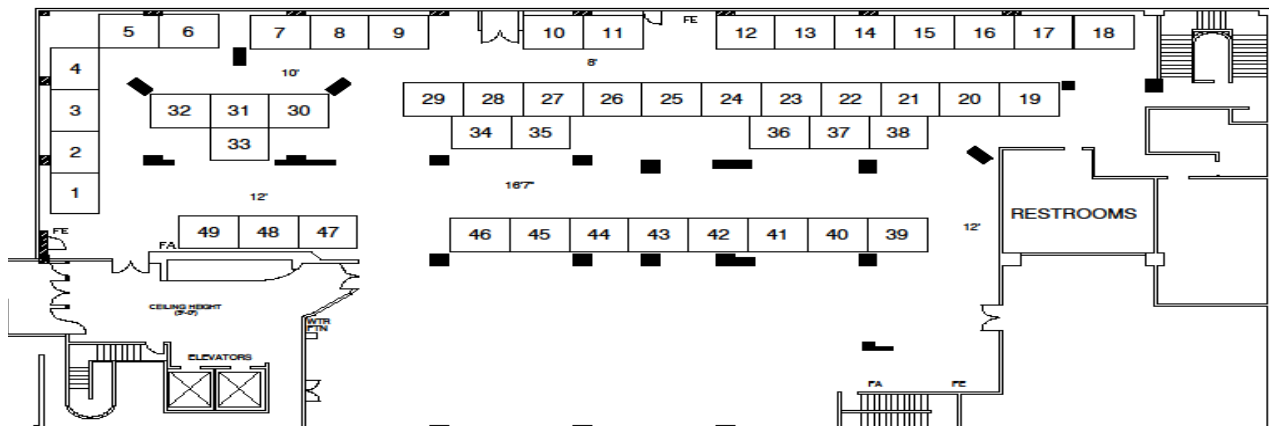 FE
5 6 7 8 9 10 11 12 13 14 15 16 17 18
4
10' 8'
3
32 31 30 29 28 27 26 25 24 23 22 21 20 19
33 34 35 36 37 38
2
1
16'7"
12'
RESTROOMS
49 48 47 46 45 44 43 42 41 40 39
12'
FE
FA
CEILING HEIGHT
(9'-0")
WTR
FTN
ELEVATORS
FA FE